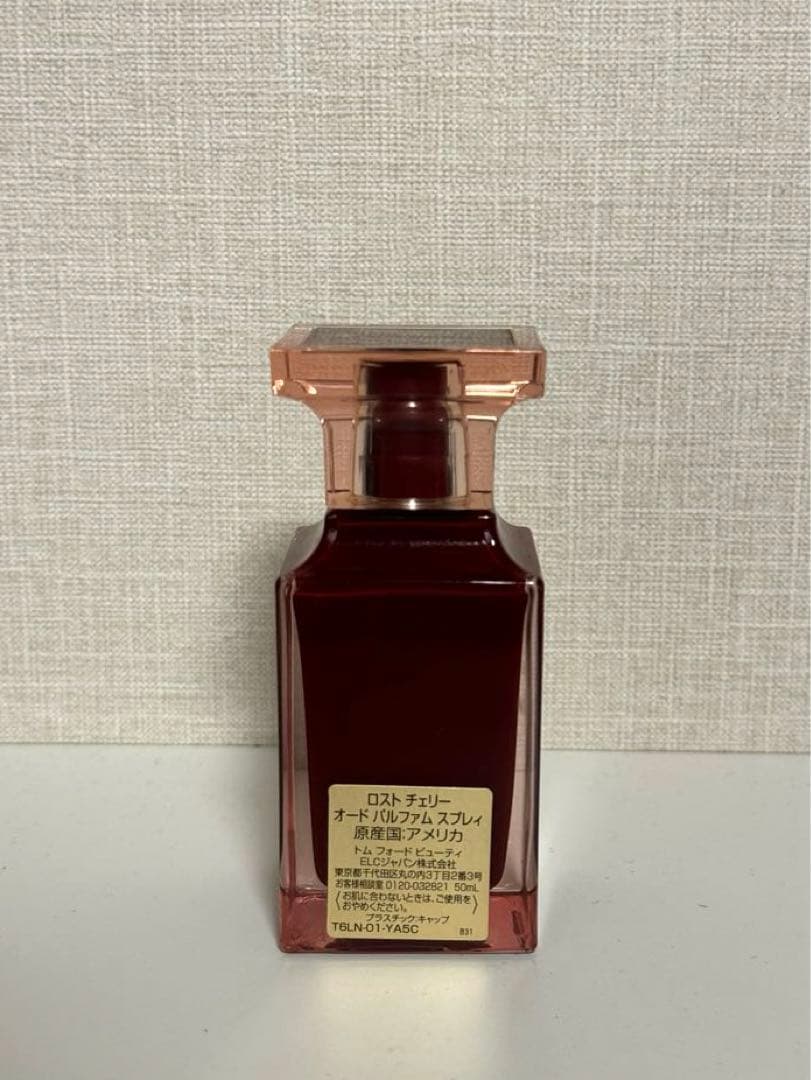 ロスト チェリー
オード パルファム スプレィ
原産国:アメリカ
トム フォード ビューティ
ELCジャパン株式会社
東京都千代田区丸の内3丁目2番3号
お客様相談室 0120-032821 50mL
お肌に合わないときは、ご使用を
おやめください。
プラスチック:キャップ
T6LN-01-YA5C B31